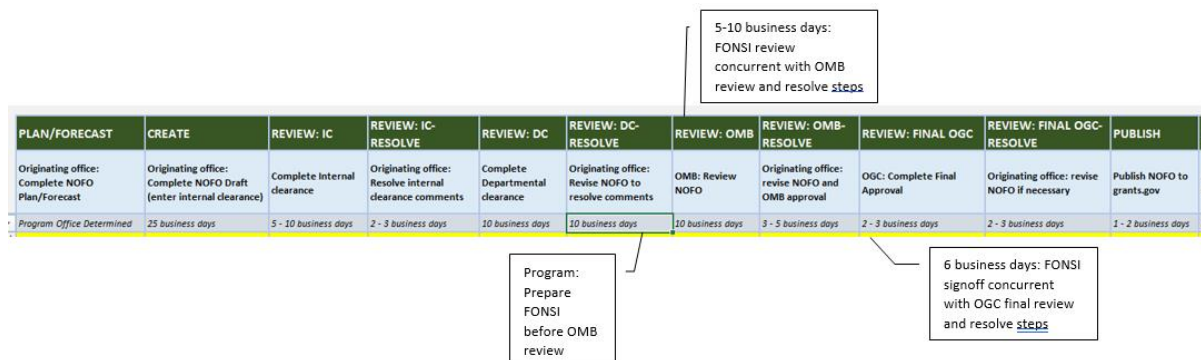 5-10 business days:
FONSI review
concurrent with OMB
review and resolve steps
PLAN/FORECAST
CREATE
REVIEW: IC
REVIEW: IC-
RESOLVE
REVIEW: DC
REVIEW: DC-
RESOLVE
REVIEW: OMB
REVIEW: OMB-
RESOLVE
REVIEW: FINAL OGC
REVIEW: FINAL OGC-
RESOLVE
PUBLISH
Originating office:
Complete NOFO
Plan/Forecast
Originating office:
Complete NOFO Draft
(enter internal clearance)
Complete Internal
clearance
Originating office:
Resolve internal
clearance comments
Complete
Departmental
clearance
Originating office:
Revise NOFO to
resolve comments
OMB: Review
NOFO
Originating office:
revise NOFO and
OMB approval
OGC: Complete Final
Approval
Originating office: revise
NOFO if necessary
Publish NOFO to
grants.gov
Program Office Determined
25 business days
5 - 10 business days
2 - 3 business days
10 business days
10 business days
10 business days
3 - 5 business days
2 - 3 business days
2 - 3 business days
1 - 2 business days
Program:
Prepare
FONSI
before OMB
review
6 business days: FONSI
signoff concurrent
with OGC final review
and resolve steps